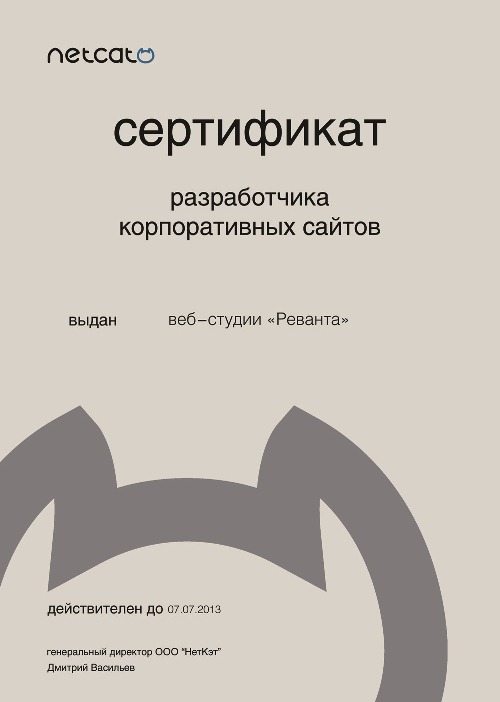 netcat
сертификат
разработчика
корпоративных сайтов
выдан веб-студии «Реванта»
действителен до 07.07.2013
генеральный директор ООО "НетКэт"
Дмитрий Васильев